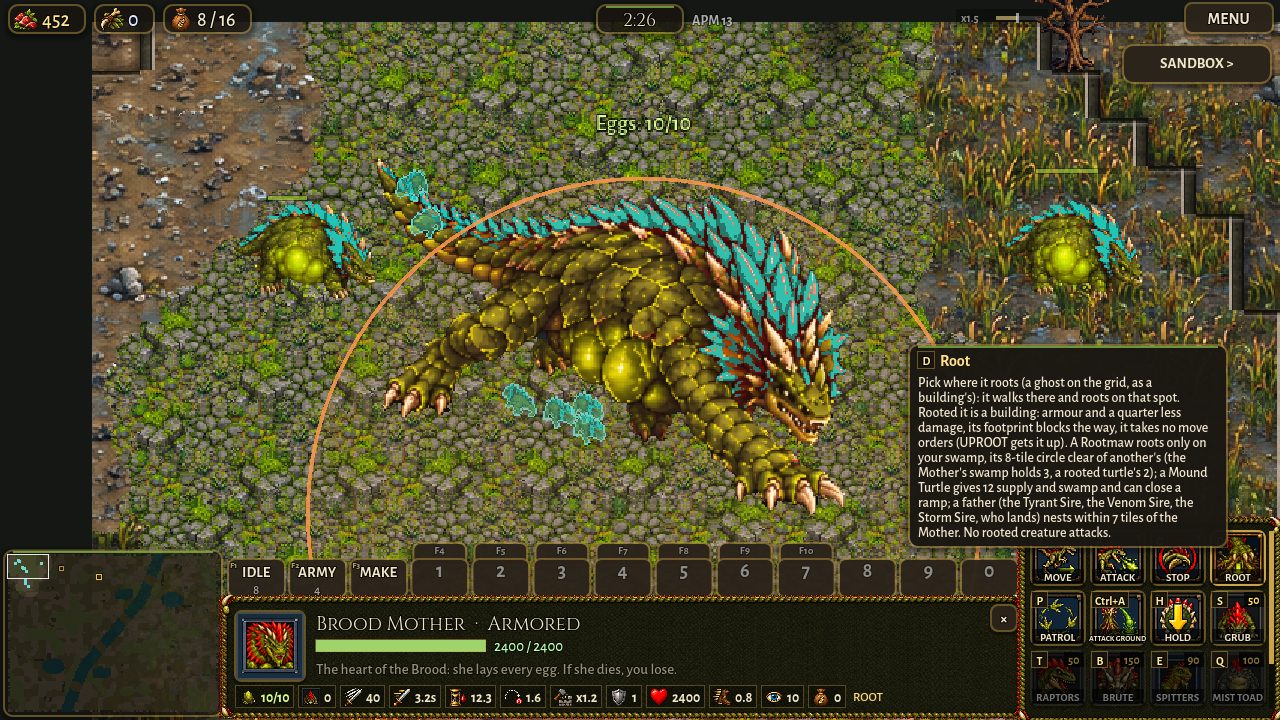 452
0
8 / 16
2:26
APM 13
x1.5
MENU
SANDBOX >
Eggs: 10/10
D Root
Pick where it roots (a ghost on the grid, as a
building's): it walks there and roots on that spot.
Rooted it is a building: armour and a quarter less
damage, its footprint blocks the way, it takes no move
orders (UPROOT gets it up). A Rootmaw roots only on
your swamp, its 8-tile circle clear of another's (the
Mother's swamp holds 3, a rooted turtle's 2); a Mound
Turtle gives 12 supply and swamp and can close a
ramp; a father (the Tyrant Sire, the Venom Sire, the
Storm Sire, who lands) nests within 7 tiles of the
Mother. No rooted creature attacks.
F1 IDLE 8
F2 ARMY 4
F3 MAKE
F4 1
F5 2
F6 3
F7 4
F8 5
F9 6
F10 7
8
9
0
Brood Mother · Armored
2400 / 2400
The heart of the Brood: she lays every egg. If she dies, you lose.
10/10 0 40 3.2s 12.3 1.6 x1.2 1 2400 0.8 10 0 ROOT
×
MOVE ATTACK STOP ROOT
P PATROL
Ctrl+A ATTACK GROUND
H HOLD
S 50 GRUB
T 50 RAPTORS
B 150 BRUTE
E 90 SPITTERS
Q 100 MIST TOAD